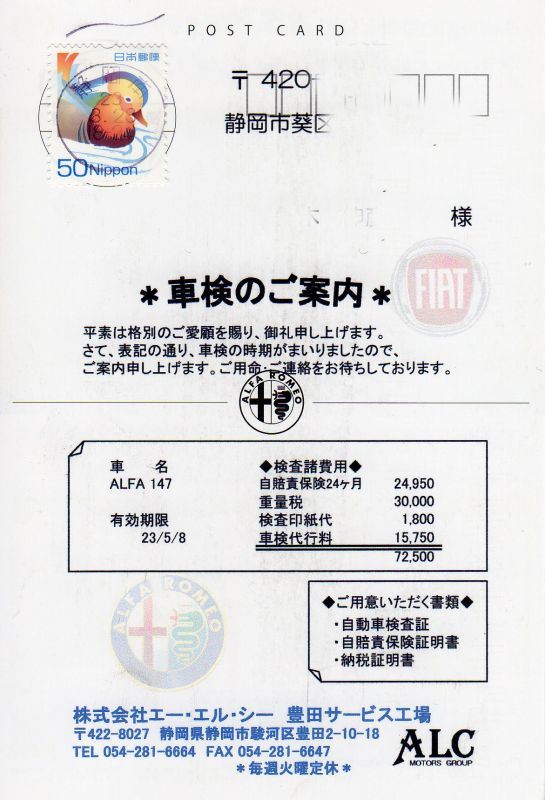 POST CARD
日本郵便
50 Nippon
〒 420
静岡市葵区
様
FIAT
＊車検のご案内＊
平素は格別のご愛顧を賜り、御礼申し上げます。
さて、表記の通り、車検の時期がまいりましたので、
ご案内申し上げます。ご用命・ご連絡をお待ちしております。
ALFA ROMEO
車　名
ALFA 147
有効期限
23/5/8
◆検査諸費用◆
自賠責保険24ヶ月 24,950
重量税 30,000
検査印紙代 1,800
車検代行料 15,750
72,500
ALFA ROMEO
◆ご用意いただく書類◆
・自動車検査証
・自賠責保険証明書
・納税証明書
株式会社エー・エル・シー　豊田サービス工場
〒422-8027　静岡県静岡市駿河区豊田2-10-18
TEL 054-281-6664　FAX 054-281-6647
＊毎週火曜定休＊
ALC
MOTORS GROUP